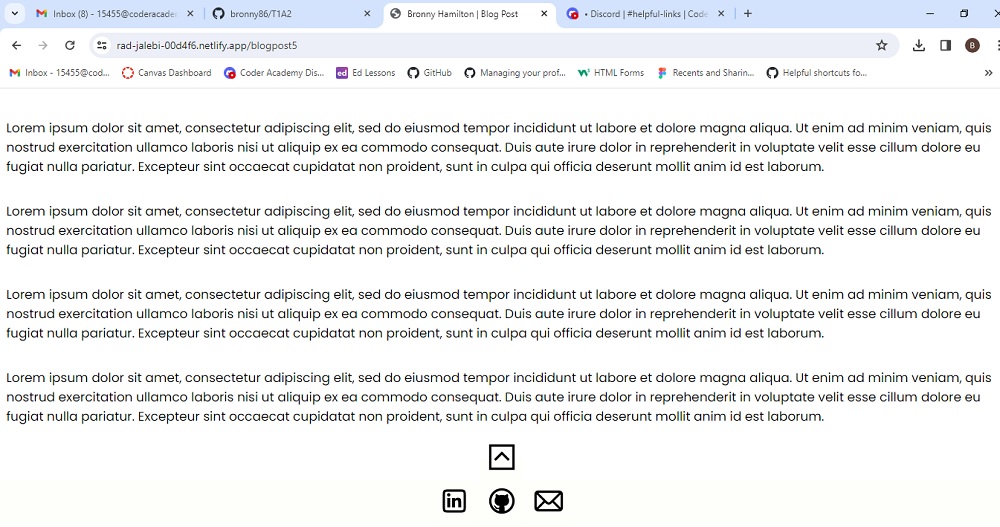 Inbox (8) - 15455@coderacader
bronny86/T1A2
Bronny Hamilton | Blog Post
• Discord | #helpful-links | Code
rad-jalebi-00d4f6.netlify.app/blogpost5
B
Inbox - 15455@cod...
Canvas Dashboard
Coder Academy Dis...
ed
Ed Lessons
GitHub
Managing your prof...
HTML Forms
Recents and Sharin...
Helpful shortcuts fo...
Lorem ipsum dolor sit amet, consectetur adipiscing elit, sed do eiusmod tempor incididunt ut labore et dolore magna aliqua. Ut enim ad minim veniam, quis
nostrud exercitation ullamco laboris nisi ut aliquip ex ea commodo consequat. Duis aute irure dolor in reprehenderit in voluptate velit esse cillum dolore eu
fugiat nulla pariatur. Excepteur sint occaecat cupidatat non proident, sunt in culpa qui officia deserunt mollit anim id est laborum.
Lorem ipsum dolor sit amet, consectetur adipiscing elit, sed do eiusmod tempor incididunt ut labore et dolore magna aliqua. Ut enim ad minim veniam, quis
nostrud exercitation ullamco laboris nisi ut aliquip ex ea commodo consequat. Duis aute irure dolor in reprehenderit in voluptate velit esse cillum dolore eu
fugiat nulla pariatur. Excepteur sint occaecat cupidatat non proident, sunt in culpa qui officia deserunt mollit anim id est laborum.
Lorem ipsum dolor sit amet, consectetur adipiscing elit, sed do eiusmod tempor incididunt ut labore et dolore magna aliqua. Ut enim ad minim veniam, quis
nostrud exercitation ullamco laboris nisi ut aliquip ex ea commodo consequat. Duis aute irure dolor in reprehenderit in voluptate velit esse cillum dolore eu
fugiat nulla pariatur. Excepteur sint occaecat cupidatat non proident, sunt in culpa qui officia deserunt mollit anim id est laborum.
Lorem ipsum dolor sit amet, consectetur adipiscing elit, sed do eiusmod tempor incididunt ut labore et dolore magna aliqua. Ut enim ad minim veniam, quis
nostrud exercitation ullamco laboris nisi ut aliquip ex ea commodo consequat. Duis aute irure dolor in reprehenderit in voluptate velit esse cillum dolore eu
fugiat nulla pariatur. Excepteur sint occaecat cupidatat non proident, sunt in culpa qui officia deserunt mollit anim id est laborum.
in